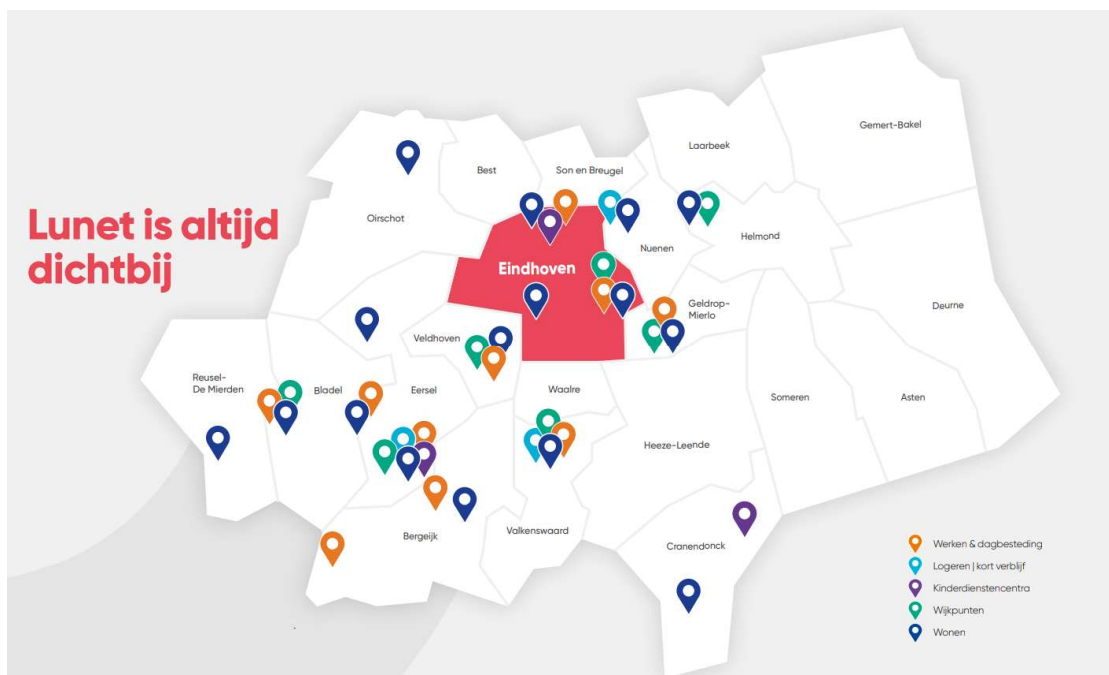 Lunet is altijd
dichtbij
Gemert-Bakel
Laarbeek
Best
Son en Breugel
Oirschot
Helmond
Nuenen
Eindhoven
Geldrop-
Mierlo
Deurne
Veldhoven
Reusel-
De Mierden
Bladel
Eersel
Waalre
Someren
Asten
Heeze-Leende
Valkenswaard
Bergeijk
Cranendonck
Werken & dagbesteding
Logeren | kort verblijf
Kinderdienstencentra
Wijkpunten
Wonen